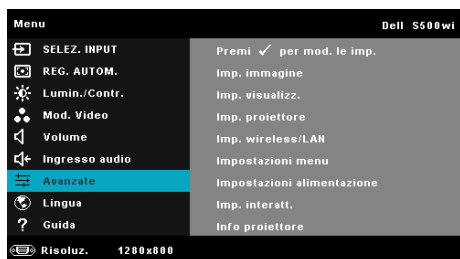 Menu Dell S500wi
SELEZ. INPUT
REG. AUTOM.
Lumin./Contr.
Mod. Video
Volume
Ingresso audio
Avanzate
Lingua
Guida
Premi ✓ per mod. le imp.
Imp. immagine
Imp. visualizz.
Imp. proiettore
Imp. wireless/LAN
Impostazioni menu
Impostazioni alimentazione
Imp. interatt.
Info proiettore
Risoluz. 1280x800